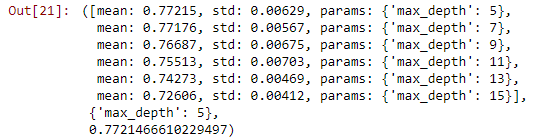 Out[21]: ([mean: 0.77215, std: 0.00629, params: {'max_depth': 5},
mean: 0.77176, std: 0.00567, params: {'max_depth': 7},
mean: 0.76687, std: 0.00675, params: {'max_depth': 9},
mean: 0.75513, std: 0.00703, params: {'max_depth': 11},
mean: 0.74273, std: 0.00469, params: {'max_depth': 13},
mean: 0.72606, std: 0.00412, params: {'max_depth': 15}],
{'max_depth': 5},
0.7721466610229497)